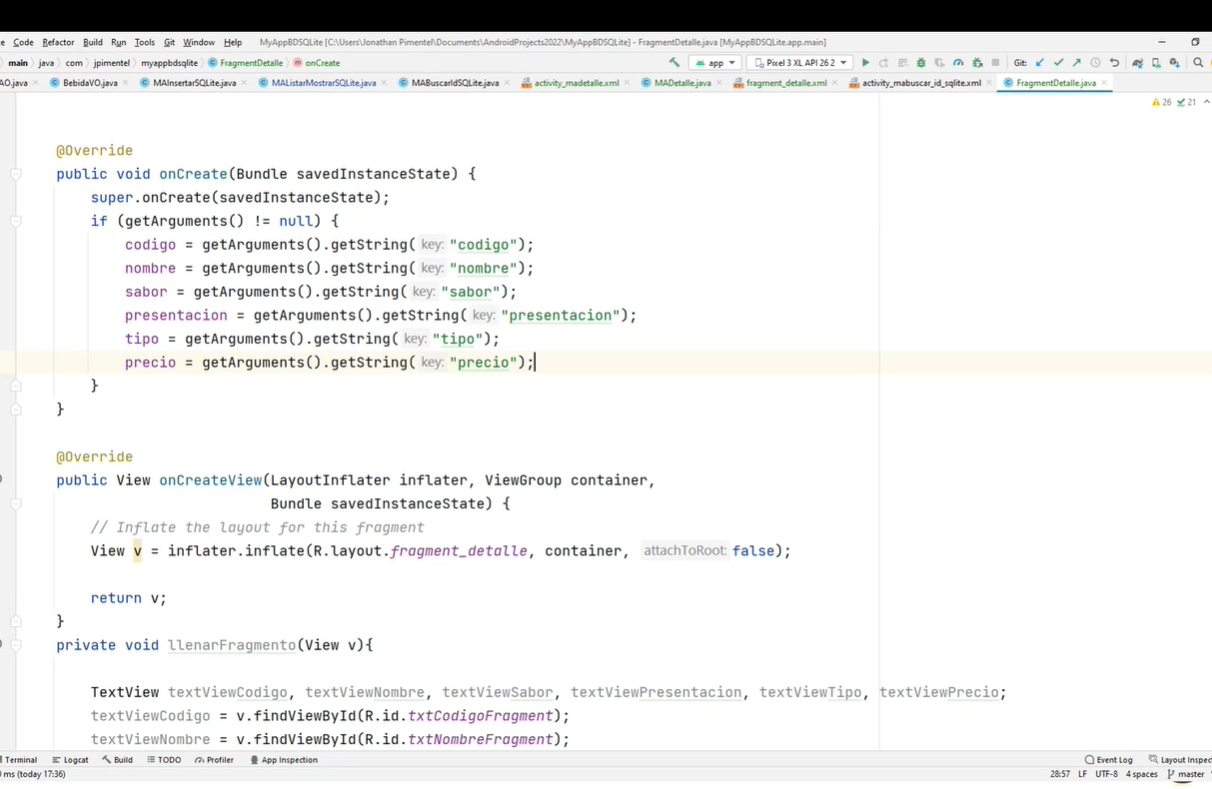 Code Refactor Build Run Tools Git Window Help MyAppBDSQLite [C:\Users\Jonathan Pimentel\Documents\AndroidProjects2022\MyAppBDSQLite] - FragmentDetalle.java [MyAppBDSQLite.app.main]
main java com jpimentel myappbdsqlite FragmentDetalle onCreate app Pixel 3 XL API 26 2 Git:
AO.java BebidaVO.java MAInsertarSQLite.java MAListarMostrarSQLite.java MABuscarIdSQLite.java activity_madetalle.xml MADetalle.java fragment_detalle.xml activity_mabuscar_id_sqlite.xml FragmentDetalle.java
26 21
@Override
public void onCreate(Bundle savedInstanceState) {
super.onCreate(savedInstanceState);
if (getArguments() != null) {
codigo = getArguments().getString( key: "codigo");
nombre = getArguments().getString( key: "nombre");
sabor = getArguments().getString( key: "sabor");
presentacion = getArguments().getString( key: "presentacion");
tipo = getArguments().getString( key: "tipo");
precio = getArguments().getString( key: "precio");
}
}
@Override
public View onCreateView(LayoutInflater inflater, ViewGroup container,
Bundle savedInstanceState) {
// Inflate the layout for this fragment
View v = inflater.inflate(R.layout.fragment_detalle, container, attachToRoot: false);
return v;
}
private void llenarFragmento(View v){
TextView textViewCodigo, textViewNombre, textViewSabor, textViewPresentacion, textViewTipo, textViewPrecio;
textViewCodigo = v.findViewById(R.id.txtCodigoFragment);
textViewNombre = v.findViewById(R.id.txtNombreFragment);
Terminal Logcat Build TODO Profiler App Inspection Event Log Layout Inspec
ms (today 17:36) 28:57 LF UTF-8 4 spaces master